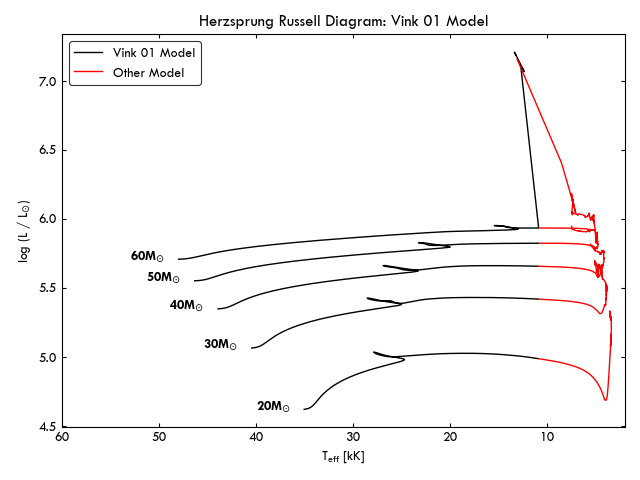 Herzsprung Russell Diagram: Vink 01 Model
Vink 01 Model
Other Model
log (L / L☉)
7.0
6.5
6.0
5.5
5.0
4.5
60M☉
50M☉
40M☉
30M☉
20M☉
60 50 40 30 20 10
Teff [kK]